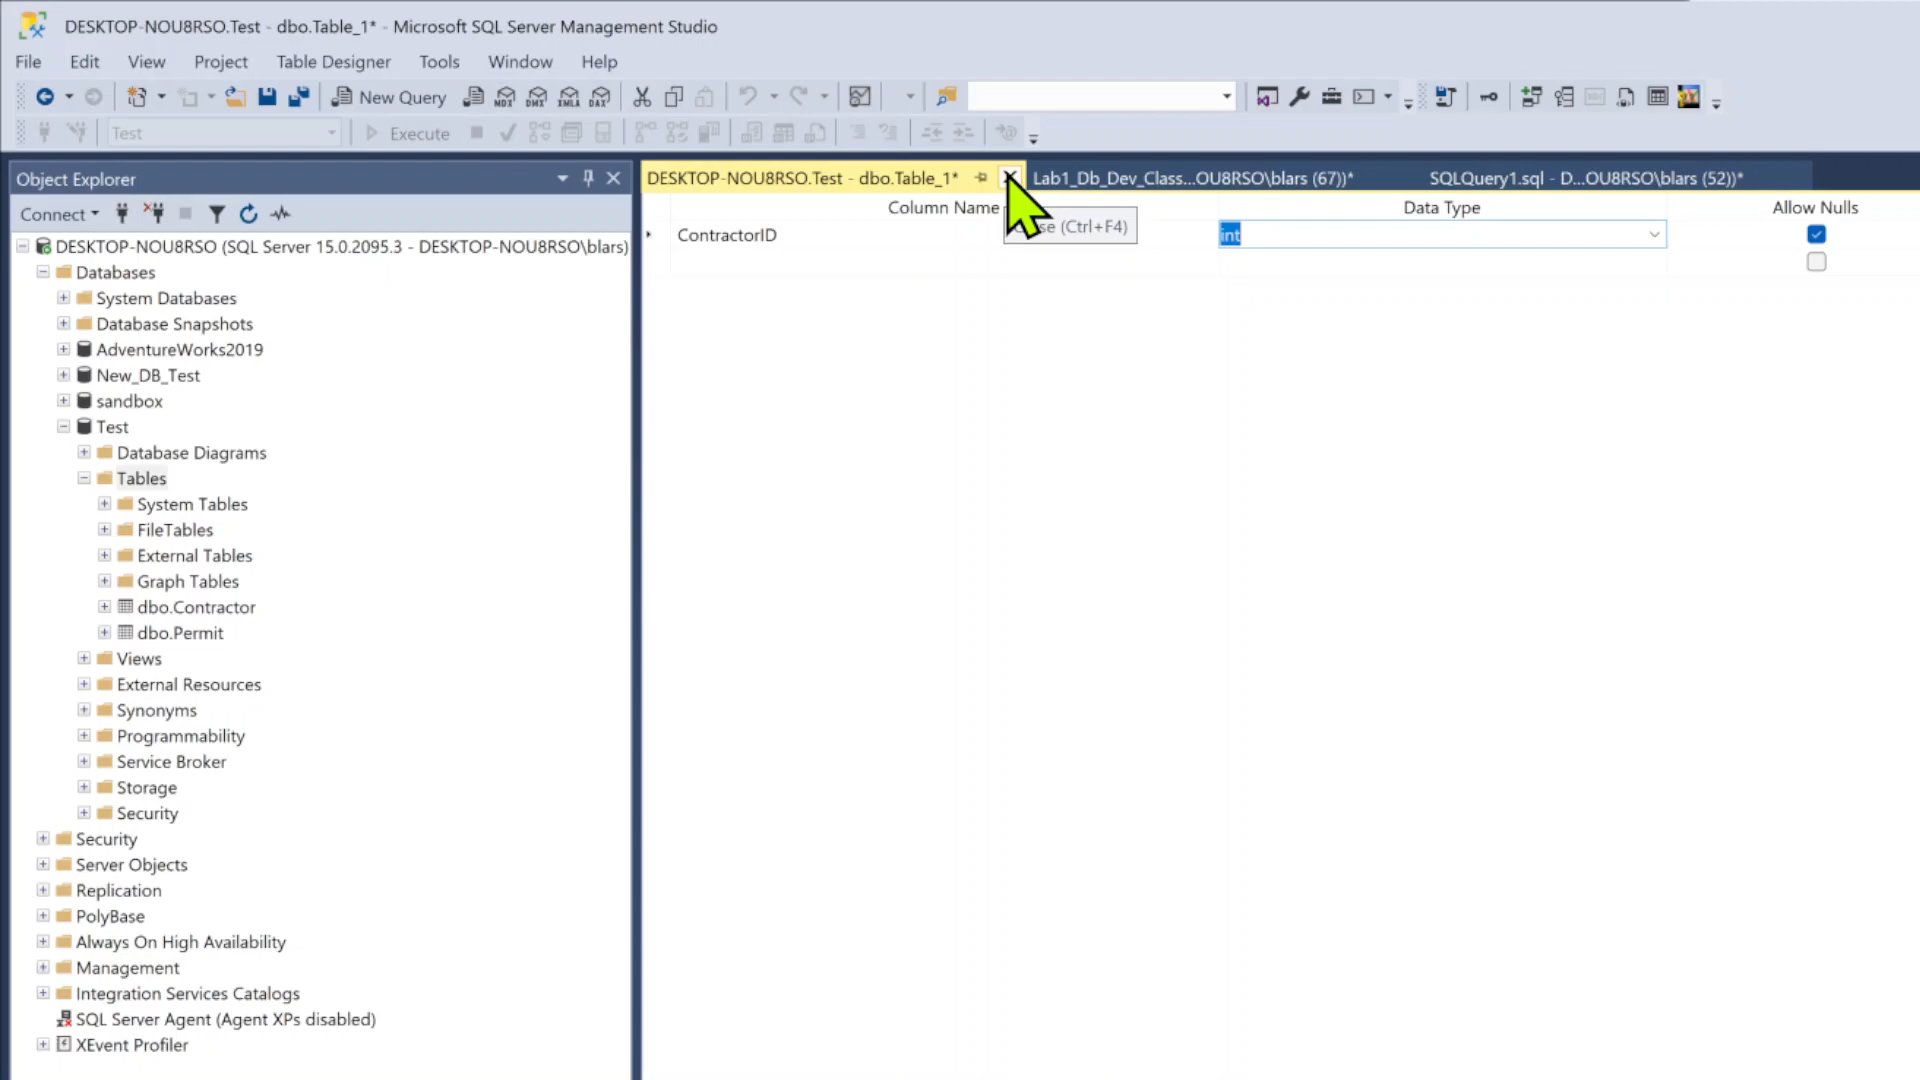 DESKTOP-NOU8RSO.Test - dbo.Table_1* - Microsoft SQL Server Management Studio
File Edit View Project Table Designer Tools Window Help
New Query MDX DMX XMLA DAX
Test Execute
Object Explorer
Connect
DESKTOP-NOU8RSO (SQL Server 15.0.2095.3 - DESKTOP-NOU8RSO\blars)
Databases
System Databases
Database Snapshots
AdventureWorks2019
New_DB_Test
sandbox
Test
Database Diagrams
Tables
System Tables
FileTables
External Tables
Graph Tables
dbo.Contractor
dbo.Permit
Views
External Resources
Synonyms
Programmability
Service Broker
Storage
Security
Security
Server Objects
Replication
PolyBase
Always On High Availability
Management
Integration Services Catalogs
SQL Server Agent (Agent XPs disabled)
XEvent Profiler
DESKTOP-NOU8RSO.Test - dbo.Table_1* Lab1_Db_Dev_Class...OU8RSO\blars (67))* SQLQuery1.sql - D...OU8RSO\blars (52))*
Column Name Data Type Allow Nulls
ContractorID int
(Ctrl+F4)